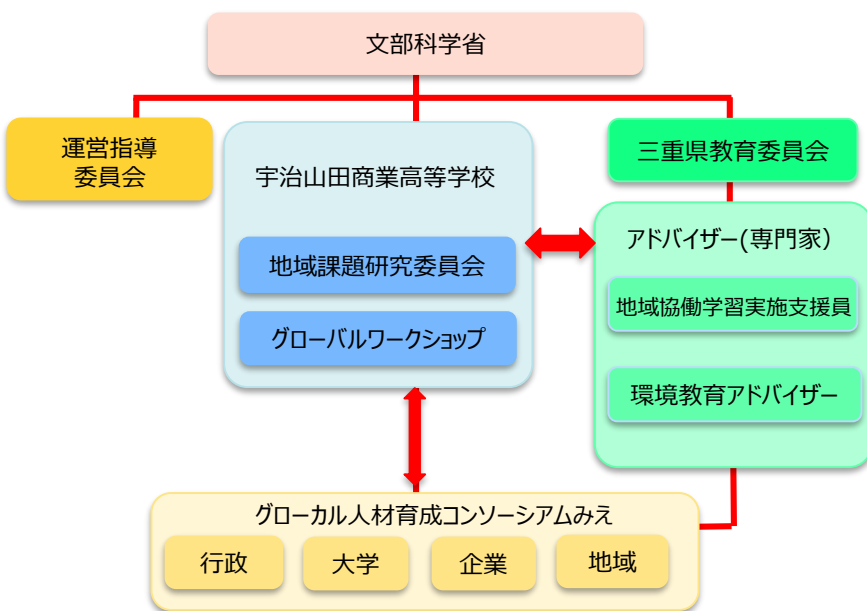 文部科学省
運営指導
委員会
宇治山田商業高等学校
地域課題研究委員会
グローバルワークショップ
三重県教育委員会
アドバイザー(専門家)
地域協働学習実施支援員
環境教育アドバイザー
グローカル人材育成コンソーシアムみえ
行政
大学
企業
地域